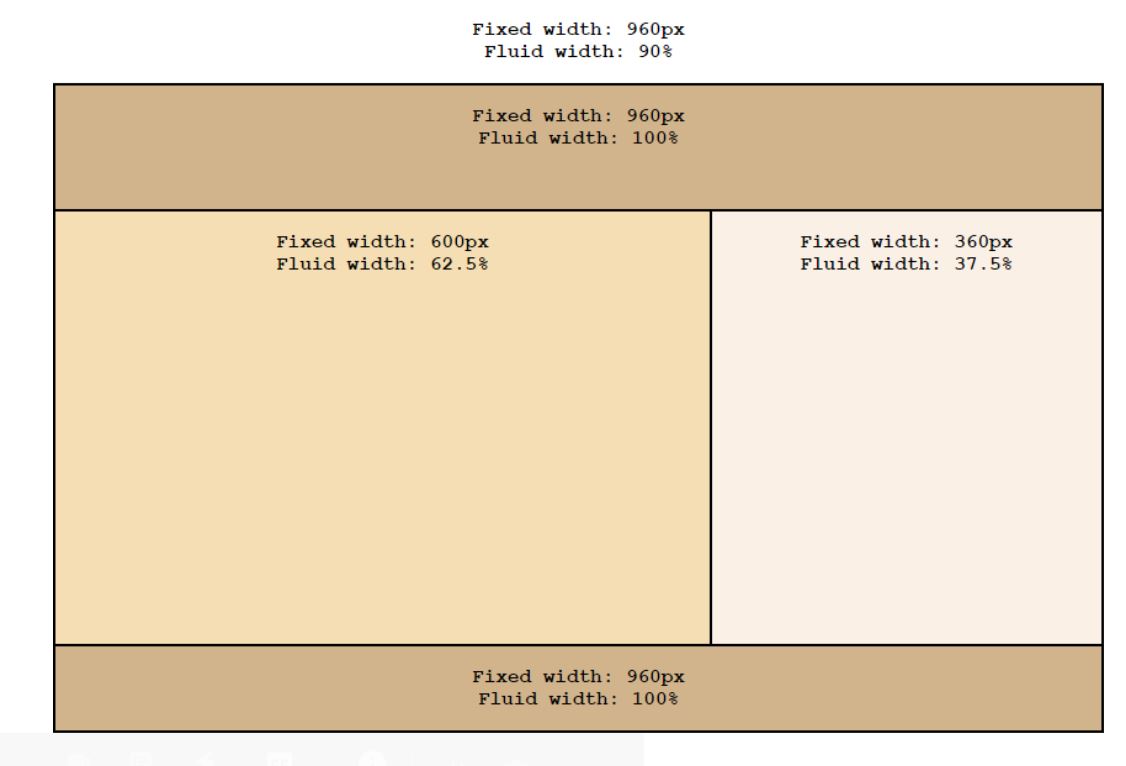 Fixed width: 960px
Fluid width: 90%
Fixed width: 960px
Fluid width: 100%
Fixed width: 600px
Fluid width: 62.5%
Fixed width: 360px
Fluid width: 37.5%
Fixed width: 960px
Fluid width: 100%